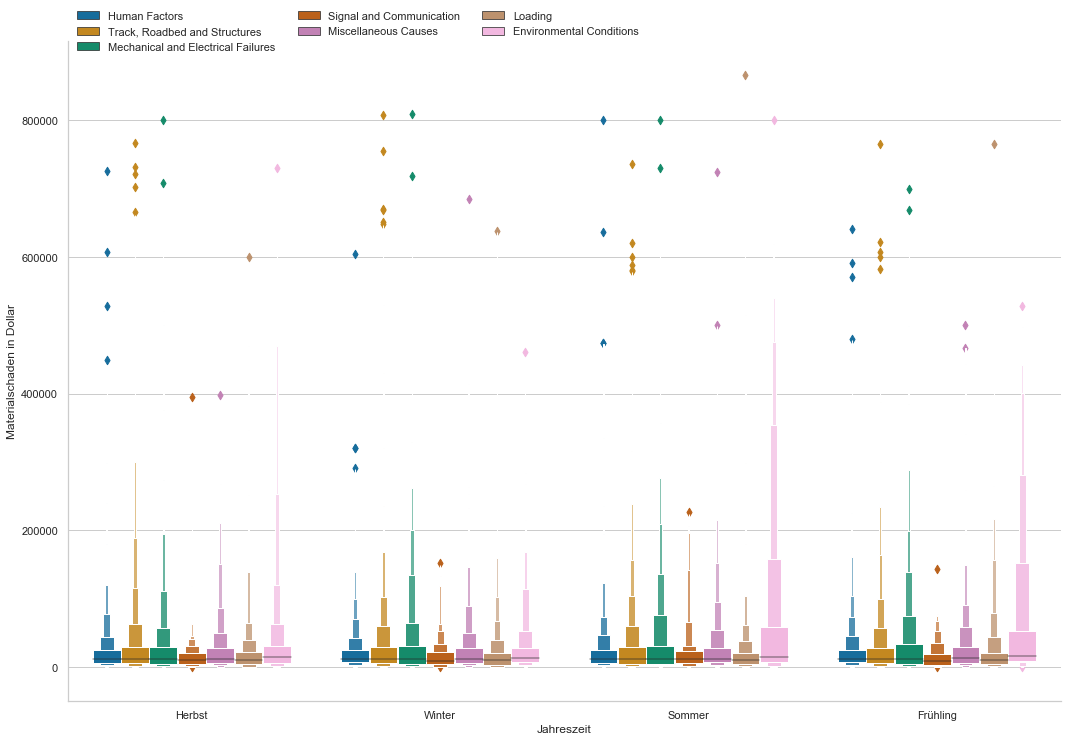 Human Factors
Track, Roadbed and Structures
Mechanical and Electrical Failures
Signal and Communication
Miscellaneous Causes
Loading
Environmental Conditions
Materialschaden in Dollar
800000
600000
400000
200000
0
Herbst
Winter
Sommer
Frühling
Jahreszeit